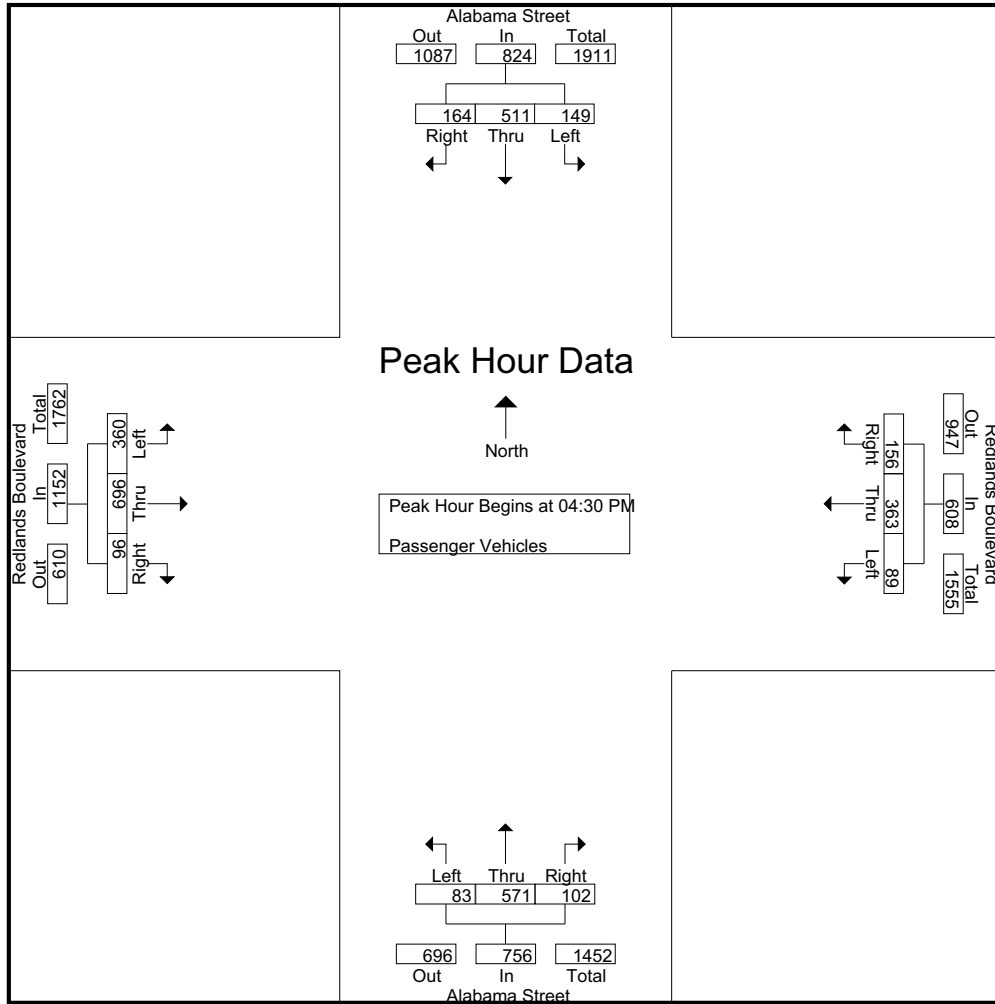 Alabama Street
Out In Total
1087 824 1911
164 511 149
Right Thru Left
Peak Hour Data
North
Peak Hour Begins at 04:30 PM
Passenger Vehicles
Redlands Boulevard
Out In Total
610 1152 1762
96 696 360
Right Thru Left
Redlands Boulevard
Out In Total
947 608 1555
156 363 89
Right Thru Left
Left Thru Right
83 571 102
696 756 1452
Out In Total
Alabama Street